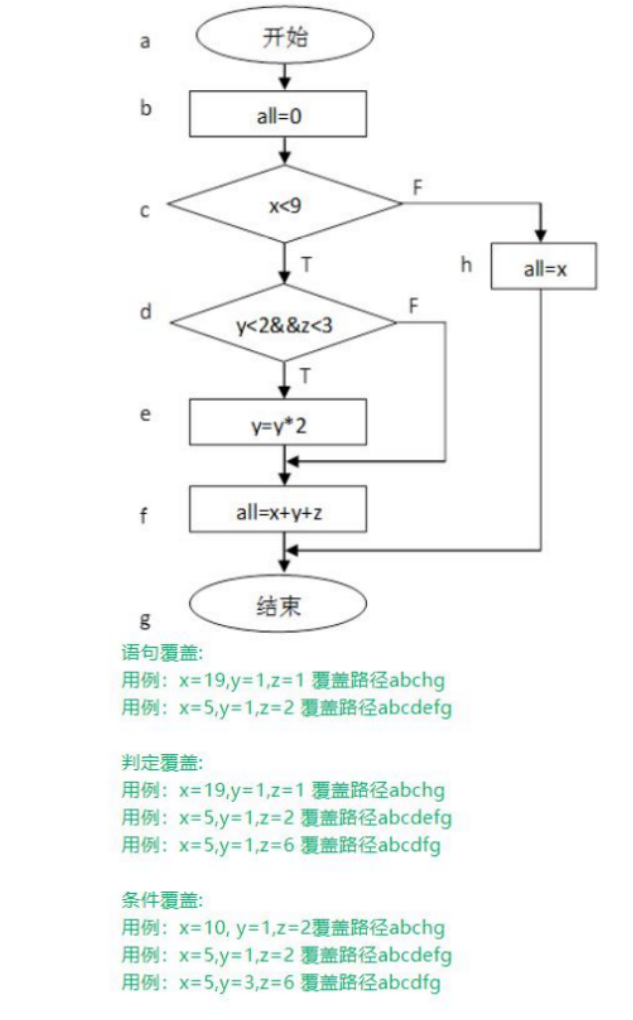 a
开始
b
all=0
F
c
x<9
h
all=x
T
F
d
y<2&&z<3
T
e
y=y*2
f
all=x+y+z
结束
g
语句覆盖:
用例：x=19,y=1,z=1 覆盖路径abchg
用例：x=5,y=1,z=2 覆盖路径abcdefg
判定覆盖:
用例：x=19,y=1,z=1 覆盖路径abchg
用例：x=5,y=1,z=2 覆盖路径abcdefg
用例：x=5,y=1,z=6 覆盖路径abcdfg
条件覆盖:
用例：x=10, y=1,z=2覆盖路径abchg
用例：x=5,y=1,z=2 覆盖路径abcdefg
用例：x=5,y=3,z=6 覆盖路径abcdfg